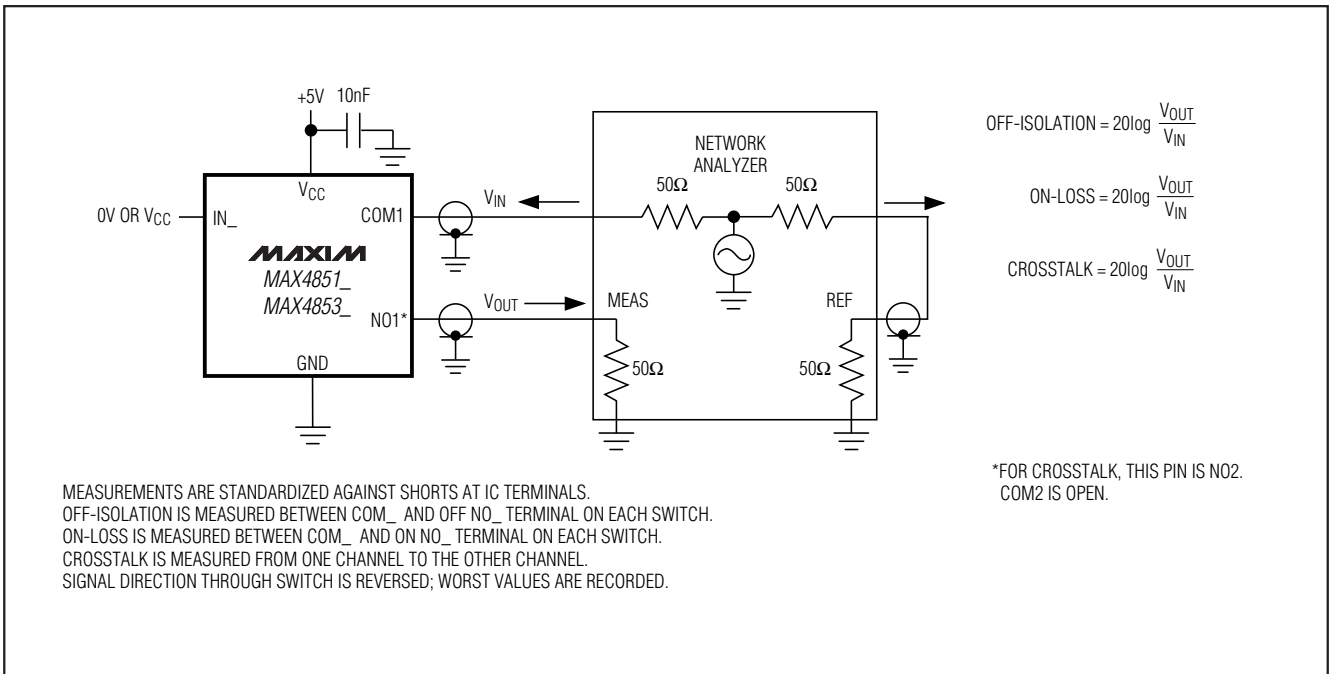 +5V 10nF
VCC
0V OR VCC
IN_
COM1
MAXIM
MAX4851_
MAX4853_
NO1*
GND
VIN
VOUT
NETWORK
ANALYZER
50Ω 50Ω
MEAS REF
50Ω 50Ω
OFF-ISOLATION = 20log VOUT
VIN
ON-LOSS = 20log VOUT
VIN
CROSSTALK = 20log VOUT
VIN
*FOR CROSSTALK, THIS PIN IS NO2.
COM2 IS OPEN.
MEASUREMENTS ARE STANDARDIZED AGAINST SHORTS AT IC TERMINALS.
OFF-ISOLATION IS MEASURED BETWEEN COM_ AND OFF NO_ TERMINAL ON EACH SWITCH.
ON-LOSS IS MEASURED BETWEEN COM_ AND ON NO_ TERMINAL ON EACH SWITCH.
CROSSTALK IS MEASURED FROM ONE CHANNEL TO THE OTHER CHANNEL.
SIGNAL DIRECTION THROUGH SWITCH IS REVERSED; WORST VALUES ARE RECORDED.